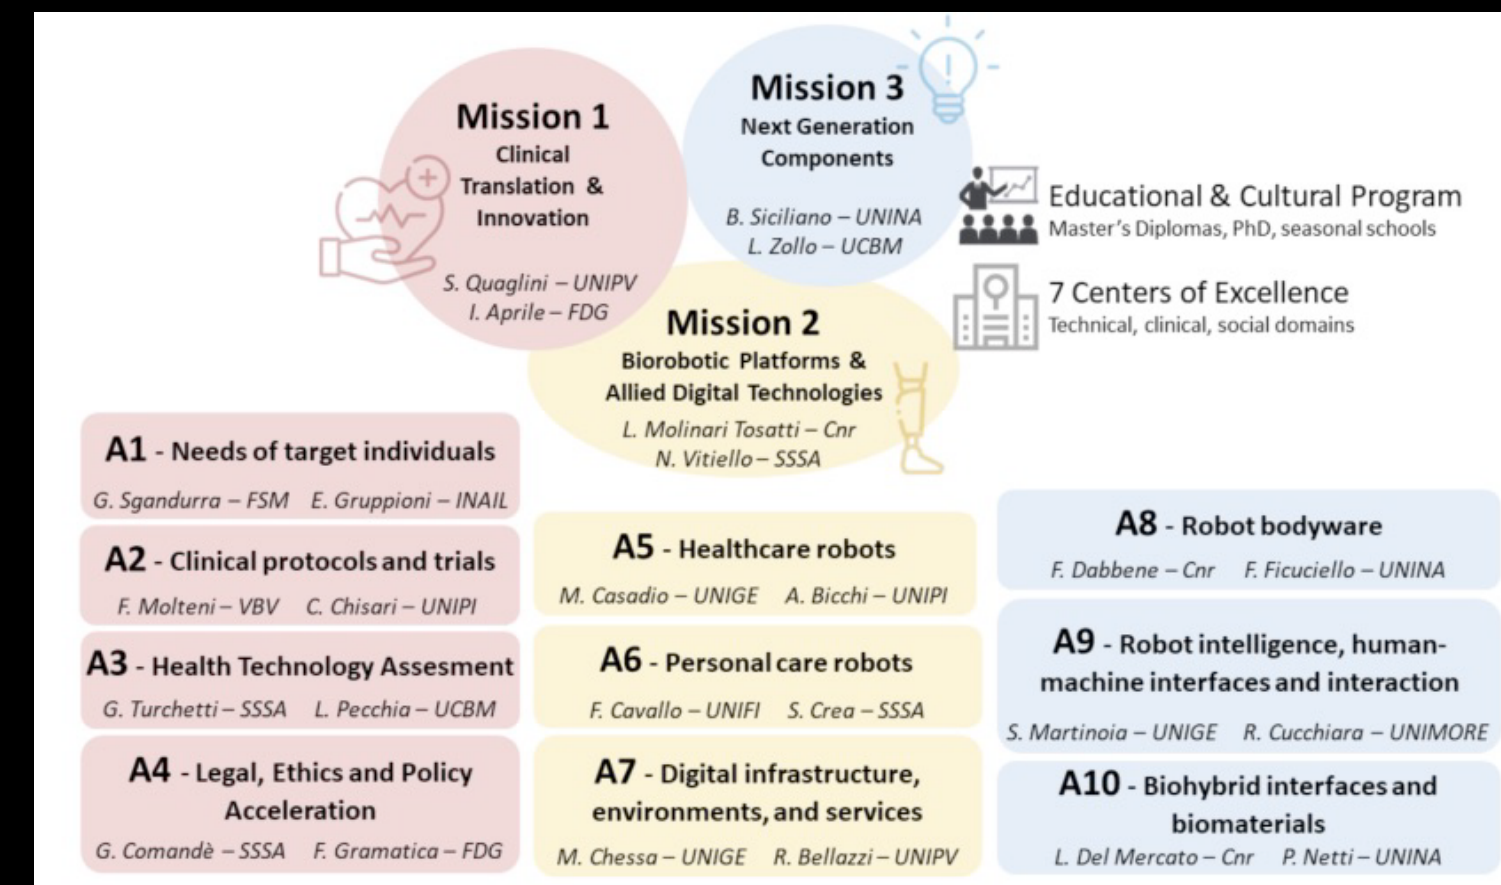 Mission 1
Clinical
Translation &
Innovation
S. Quaglini – UNIPV
I. Aprile – FDG
Mission 3
Next Generation
Components
B. Siciliano – UNINA
L. Zollo – UCBM
Educational & Cultural Program
Master's Diplomas, PhD, seasonal schools
7 Centers of Excellence
Technical, clinical, social domains
Mission 2
Biorobotic Platforms &
Allied Digital Technologies
L. Molinari Tosatti – Cnr
N. Vitiello – SSSA
A1 - Needs of target individuals
G. Sgandurra – FSM E. Gruppioni – INAIL
A2 - Clinical protocols and trials
F. Molteni – VBV C. Chisari – UNIPI
A3 - Health Technology Assesment
G. Turchetti – SSSA L. Pecchia – UCBM
A4 - Legal, Ethics and Policy
Acceleration
G. Comandè – SSSA F. Gramatica – FDG
A5 - Healthcare robots
M. Casadio – UNIGE A. Bicchi – UNIPI
A6 - Personal care robots
F. Cavallo – UNIFI S. Crea – SSSA
A7 - Digital infrastructure,
environments, and services
M. Chessa – UNIGE R. Bellazzi – UNIPV
A8 - Robot bodyware
F. Dabbene – Cnr F. Ficuciello – UNINA
A9 - Robot intelligence, human-
machine interfaces and interaction
S. Martinoia – UNIGE R. Cucchiara – UNIMORE
A10 - Biohybrid interfaces and
biomaterials
L. Del Mercato – Cnr P. Netti – UNINA